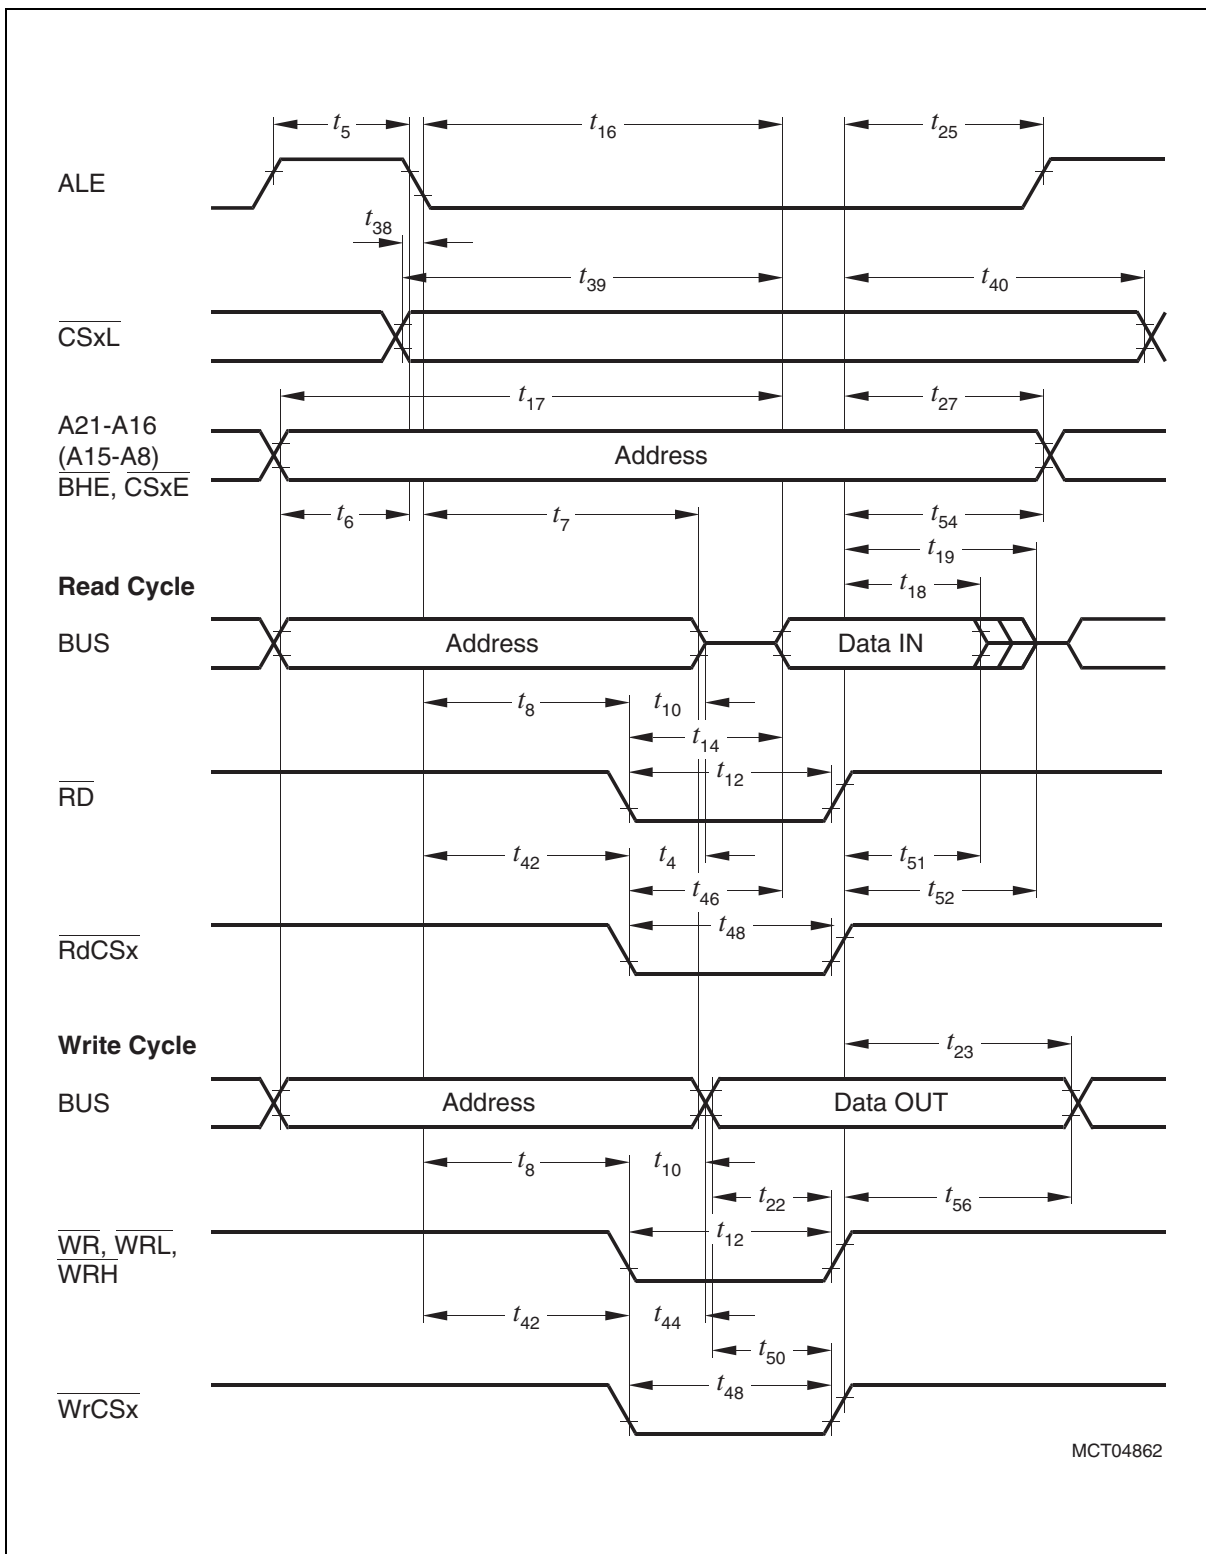 t5
t16
t25
ALE
t38
t39
t40
CSxL
t17
t27
A21-A16
(A15-A8)
BHE, CSxE
Address
t6
t7
t54
t19
Read Cycle
t18
BUS
Address
Data IN
t8
t10
t14
t12
RD
t42
t4
t51
t46
t52
t48
RdCSx
Write Cycle
t23
BUS
Address
Data OUT
t8
t10
t22
t56
t12
WR, WRL,
WRH
t42
t44
t50
t48
WrCSx
MCT04862